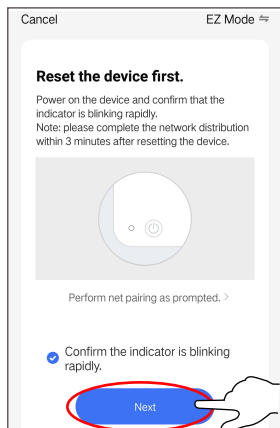 Cancel EZ Mode ⇋
Reset the device first.
Power on the device and confirm that the
indicator is blinking rapidly.
Note: please complete the network distribution
within 3 minutes after resetting the device.
Perform net pairing as prompted. >
Confirm the indicator is blinking
rapidly.
Next